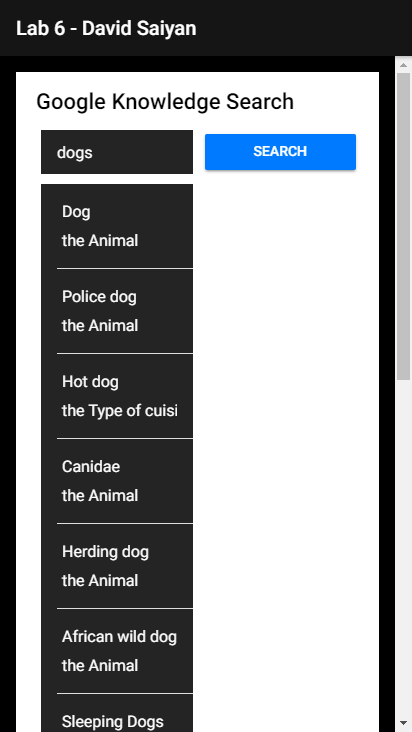 Lab 6 - David Saiyan
Google Knowledge Search
dogs
SEARCH
Dog
the Animal
Police dog
the Animal
Hot dog
the Type of cuisi
Canidae
the Animal
Herding dog
the Animal
African wild dog
the Animal
Sleeping Dogs